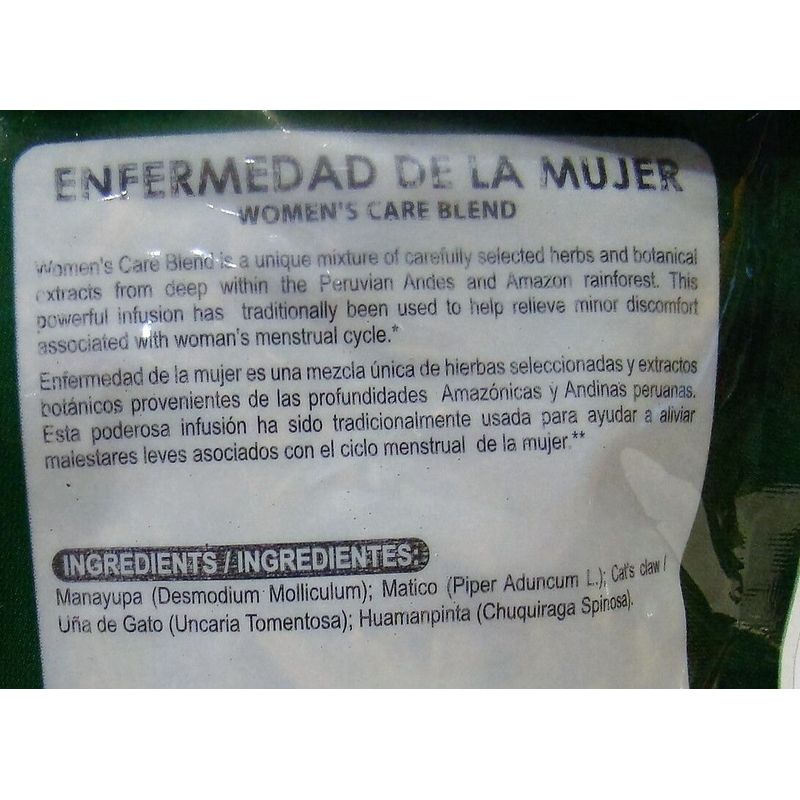 ENFERMEDAD DE LA MUJER
WOMEN'S CARE BLEND
Women's Care Blend is a unique mixture of carefully selected herbs and botanical
extracts from deep within the Peruvian Andes and Amazon rainforest. This
powerful infusion has traditionally been used to help relieve minor discomfort
associated with woman's menstrual cycle.*
Enfermedad de la mujer es una mezcla única de hierbas seleccionadas y extractos
botánicos provenientes de las profundidades Amazónicas y Andinas peruanas.
Esta poderosa infusión ha sido tradicionalmente usada para ayudar a aliviar
malestares leves asociados con el ciclo menstrual de la mujer.**
INGREDIENTS / INGREDIENTES:
Manayupa (Desmodium Molliculum); Matico (Piper Aduncum L.); Cat's claw /
Uña de Gato (Uncaria Tomentosa); Huamanpinta (Chuquiraga Spinosa).